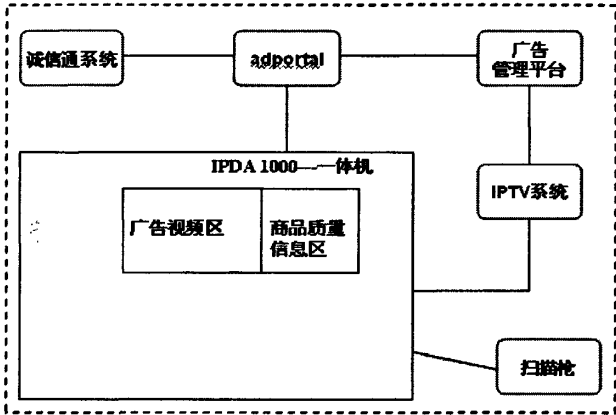 诚信通系统
adportal
广告
管理平台
IPDA 1000----一体机
广告视频区
商品质量
信息区
IPTV系统
扫描枪